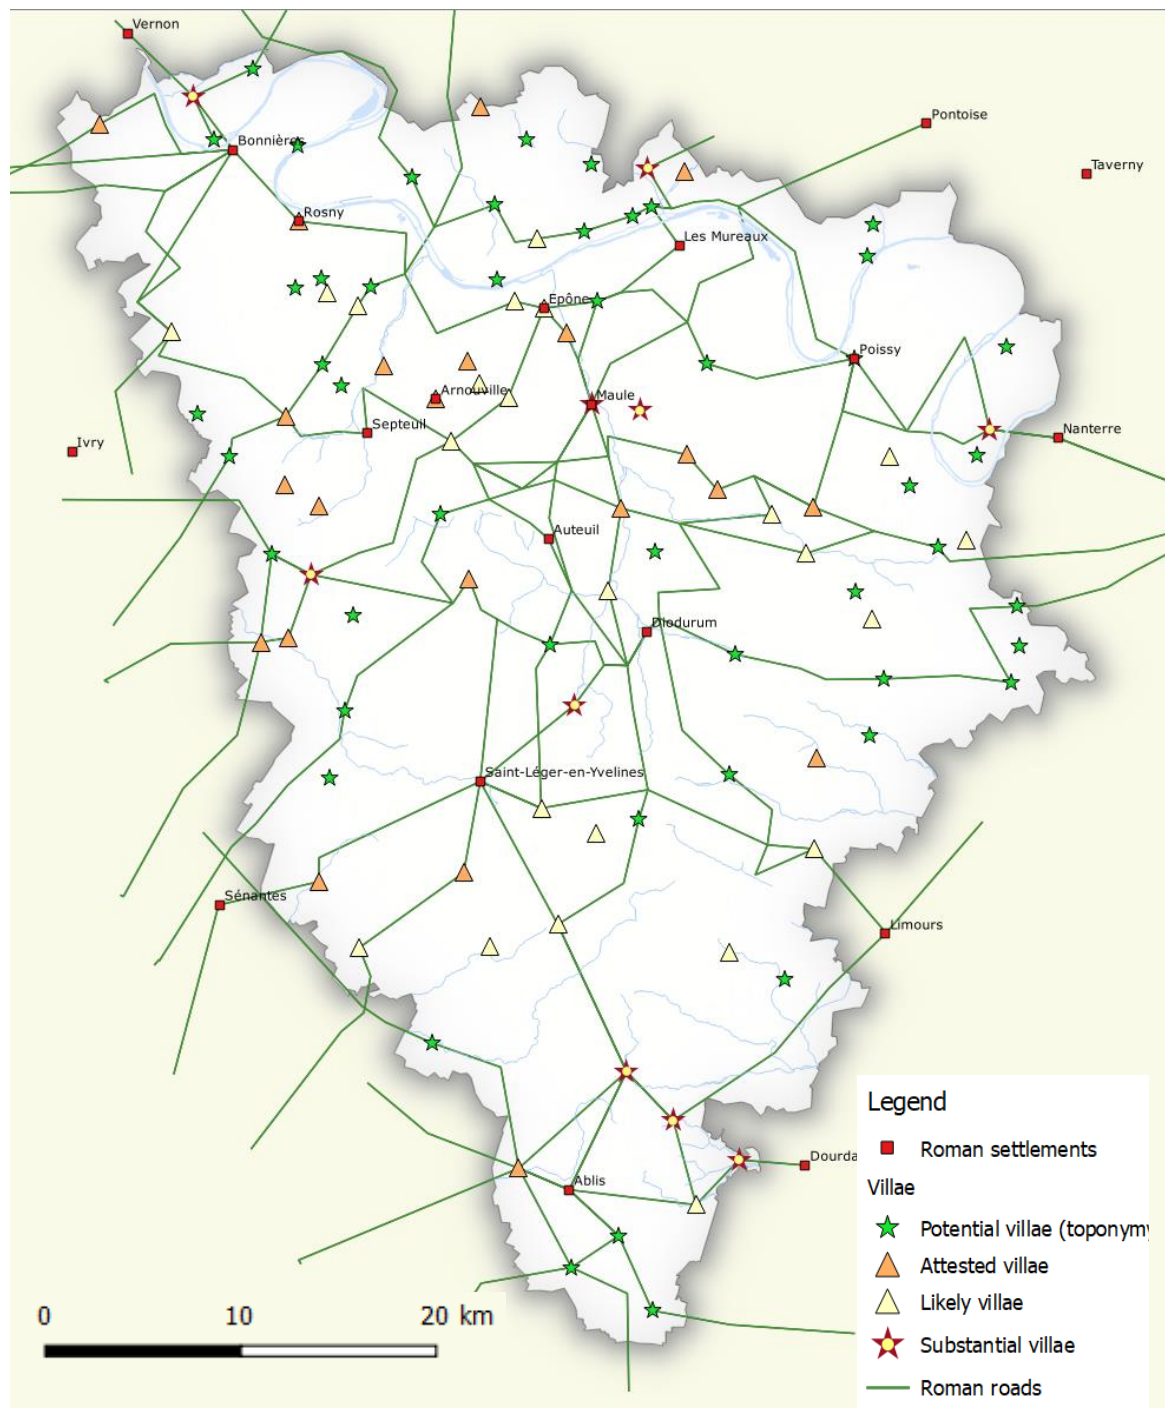 Vernon
Pontoise
Bonnières
Taverny
Rosny
Les Mureaux
Epône
Poissy
Arnouville
Maule
Septeuil
Nanterre
Ivry
Auteuil
Diodurum
Saint-Léger-en-Yvelines
Sénantes
Limours
Dourda
Ablis
Legend
Roman settlements
Villae
Potential villae (toponymy
Attested villae
Likely villae
Substantial villae
Roman roads
0 10 20 km